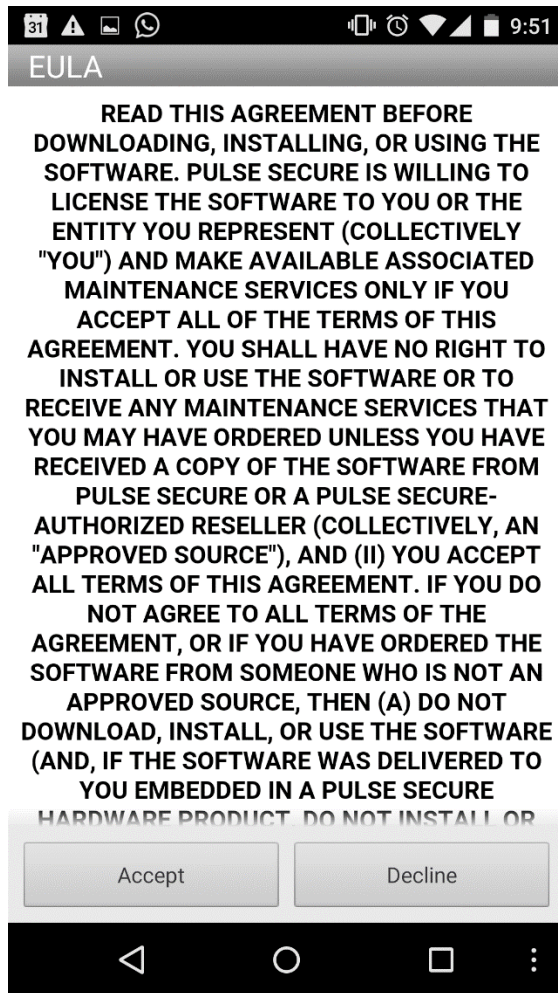 31
9:51
EULA
READ THIS AGREEMENT BEFORE
DOWNLOADING, INSTALLING, OR USING THE
SOFTWARE. PULSE SECURE IS WILLING TO
LICENSE THE SOFTWARE TO YOU OR THE
ENTITY YOU REPRESENT (COLLECTIVELY
"YOU") AND MAKE AVAILABLE ASSOCIATED
MAINTENANCE SERVICES ONLY IF YOU
ACCEPT ALL OF THE TERMS OF THIS
AGREEMENT. YOU SHALL HAVE NO RIGHT TO
INSTALL OR USE THE SOFTWARE OR TO
RECEIVE ANY MAINTENANCE SERVICES THAT
YOU MAY HAVE ORDERED UNLESS YOU HAVE
RECEIVED A COPY OF THE SOFTWARE FROM
PULSE SECURE OR A PULSE SECURE-
AUTHORIZED RESELLER (COLLECTIVELY, AN
"APPROVED SOURCE"), AND (II) YOU ACCEPT
ALL TERMS OF THIS AGREEMENT. IF YOU DO
NOT AGREE TO ALL TERMS OF THE
AGREEMENT, OR IF YOU HAVE ORDERED THE
SOFTWARE FROM SOMEONE WHO IS NOT AN
APPROVED SOURCE, THEN (A) DO NOT
DOWNLOAD, INSTALL, OR USE THE SOFTWARE
(AND, IF THE SOFTWARE WAS DELIVERED TO
YOU EMBEDDED IN A PULSE SECURE
HARDWARE PRODUCT, DO NOT INSTALL OR
Accept
Decline